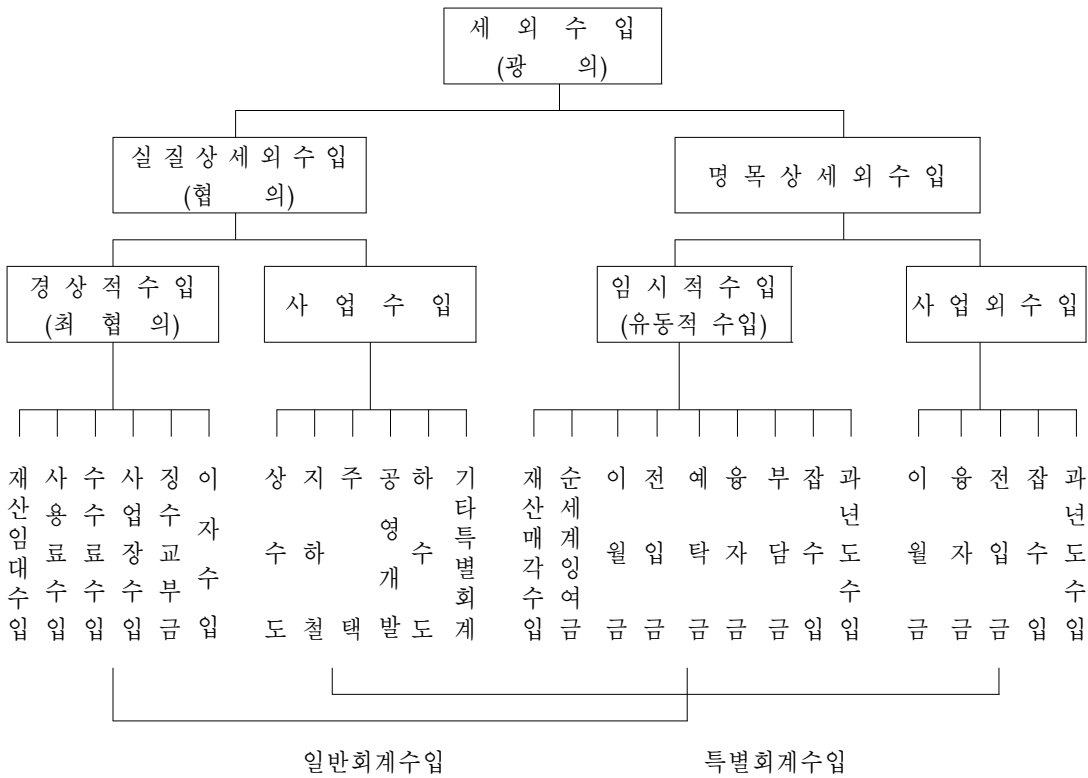 세 외 수 입
(광 의)
실 질 상 세 외 수 입
(협 의)
명 목 상 세 외 수 입
경 상 적 수 입
(최 협 의)
사 업 수 입
임 시 적 수 입
(유동적 수입)
사 업 외 수 입
재산임대수입
사용료수입
수수료수입
사업장수입
징수교부금
이자수입
상수도
지하철
주택
공영개발
하수도
기타특별회계
재산매각수입
순세계잉여금
이월금
전입금
예탁금
융자금
부담금
잡수입
과년도수입
이월금
융자금
전입금
잡수입
과년도수입
일반회계수입
특별회계수입